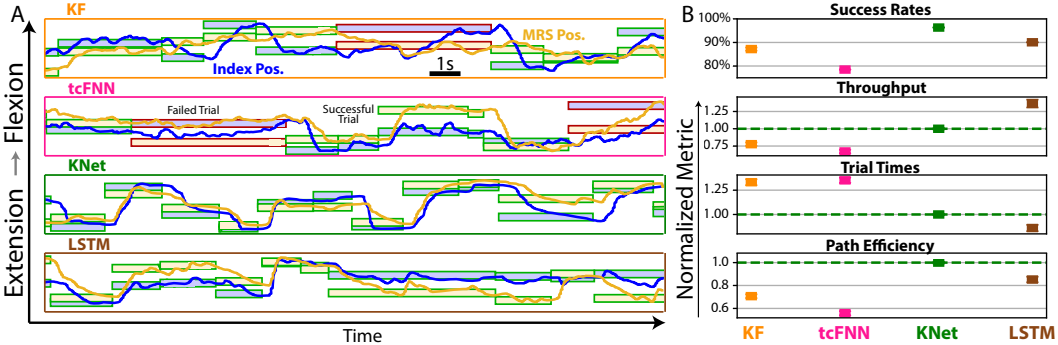 A
KF
MRS Pos.
Index Pos.
1s
tcFNN
Failed Trial
Successful
Trial
KNet
LSTM
Extension → Flexion
Time
B
Success Rates
100%
90%
80%
Throughput
1.25
1.00
0.75
Trial Times
1.25
1.00
Path Efficiency
1.0
0.8
0.6
Normalized Metric
KF
tcFNN
KNet
LSTM